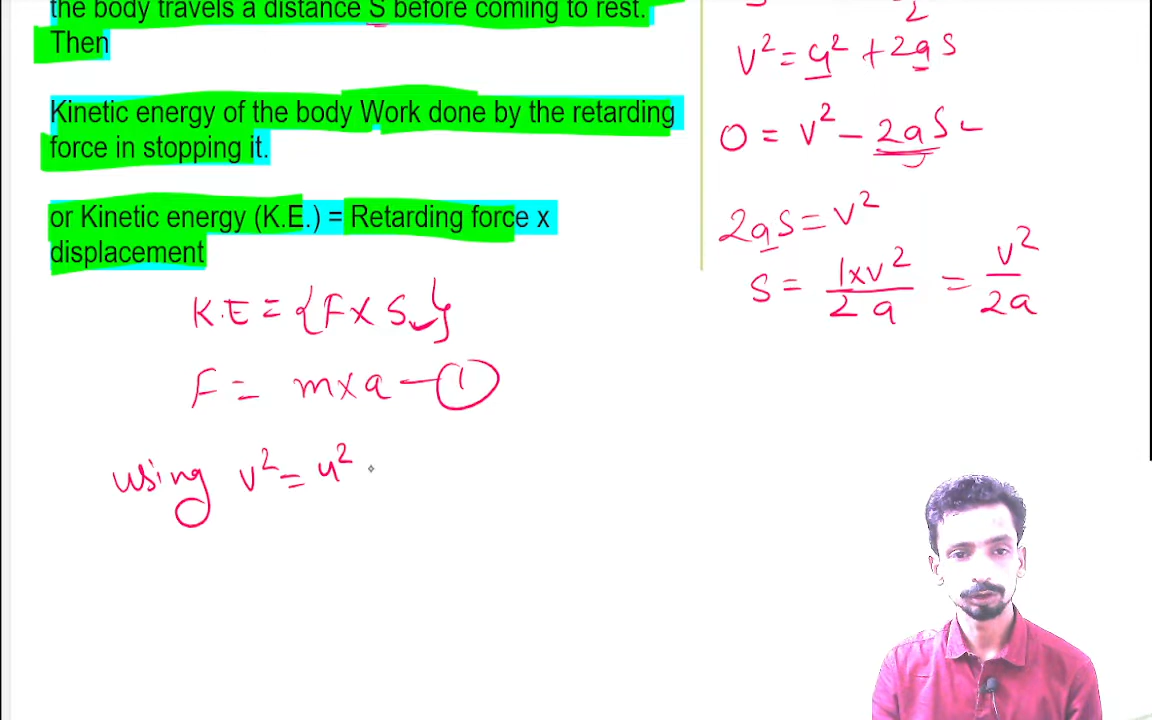 the body travels a distance S before coming to rest.
Then
Kinetic energy of the body Work done by the retarding
force in stopping it.
or Kinetic energy (K.E.) = Retarding force x
displacement
K.E = {F x S}
F = m x a — ①
using v² = u²
v² = u² + 2as
0 = v² - 2as
2as = v²
S = 1xv²/2a = v²/2a